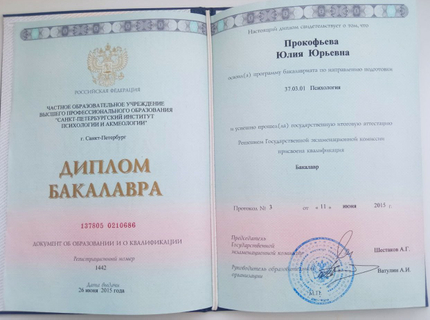 РОССИЙСКАЯ ФЕДЕРАЦИЯ
ЧАСТНОЕ ОБРАЗОВАТЕЛЬНОЕ УЧРЕЖДЕНИЕ
ВЫСШЕГО ПРОФЕССИОНАЛЬНОГО ОБРАЗОВАНИЯ
"САНКТ-ПЕТЕРБУРГСКИЙ ИНСТИТУТ
ПСИХОЛОГИИ И АКМЕОЛОГИИ"
г. Санкт-Петербург
ДИПЛОМ
БАКАЛАВРА
137805 0210686
ДОКУМЕНТ ОБ ОБРАЗОВАНИИ И О КВАЛИФИКАЦИИ
Регистрационный номер
1442
Дата выдачи
26 июня 2015 года
Настоящий диплом свидетельствует о том, что
Прокофьева
Юлия Юрьевна
освоил(а) программу бакалавриата по направлению подготовки
37.03.01 Психология
и успешно прошел(ла) государственную итоговую аттестацию
Решением Государственной экзаменационной комиссии
присвоена квалификация
Бакалавр
Протокол № 3 от « 11 » июня 2015 г.
Председатель
Государственной
экзаменационной комиссии Шестаков А.Г.
Руководитель образовательной
организации Ватулин А.И.